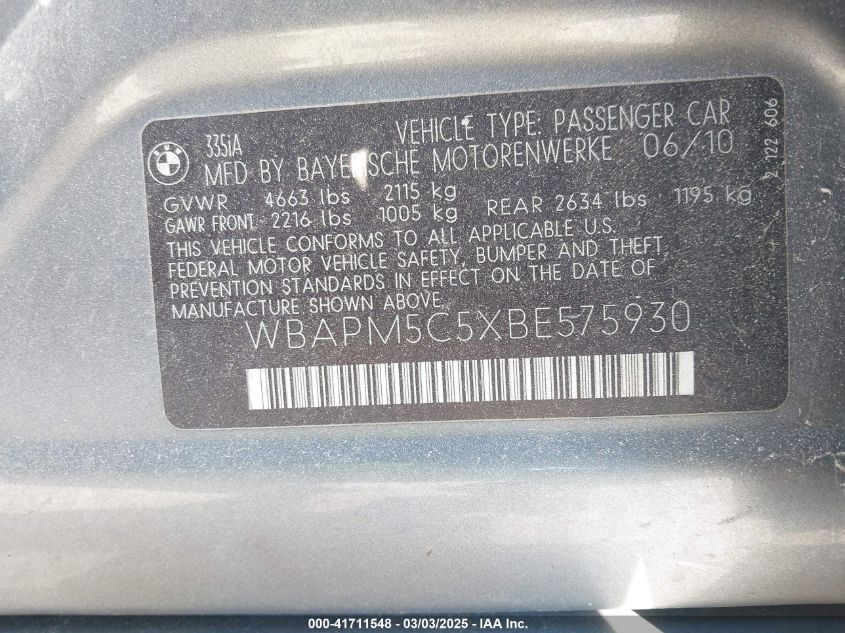 BMW
335iA
VEHICLE TYPE: PASSENGER CAR
MFD BY BAYERISCHE MOTORENWERKE 06/10
GVWR 4663 lbs 2115 kg
GAWR FRONT 2216 lbs 1005 kg REAR 2634 lbs 1195 kg
THIS VEHICLE CONFORMS TO ALL APPLICABLE U.S.
FEDERAL MOTOR VEHICLE SAFETY, BUMPER AND THEFT
PREVENTION STANDARDS IN EFFECT ON THE DATE OF
MANUFACTURE SHOWN ABOVE.
WBAPM5C5XBE575930
7 122 606
000-41711548 - 03/03/2025 - IAAI.com